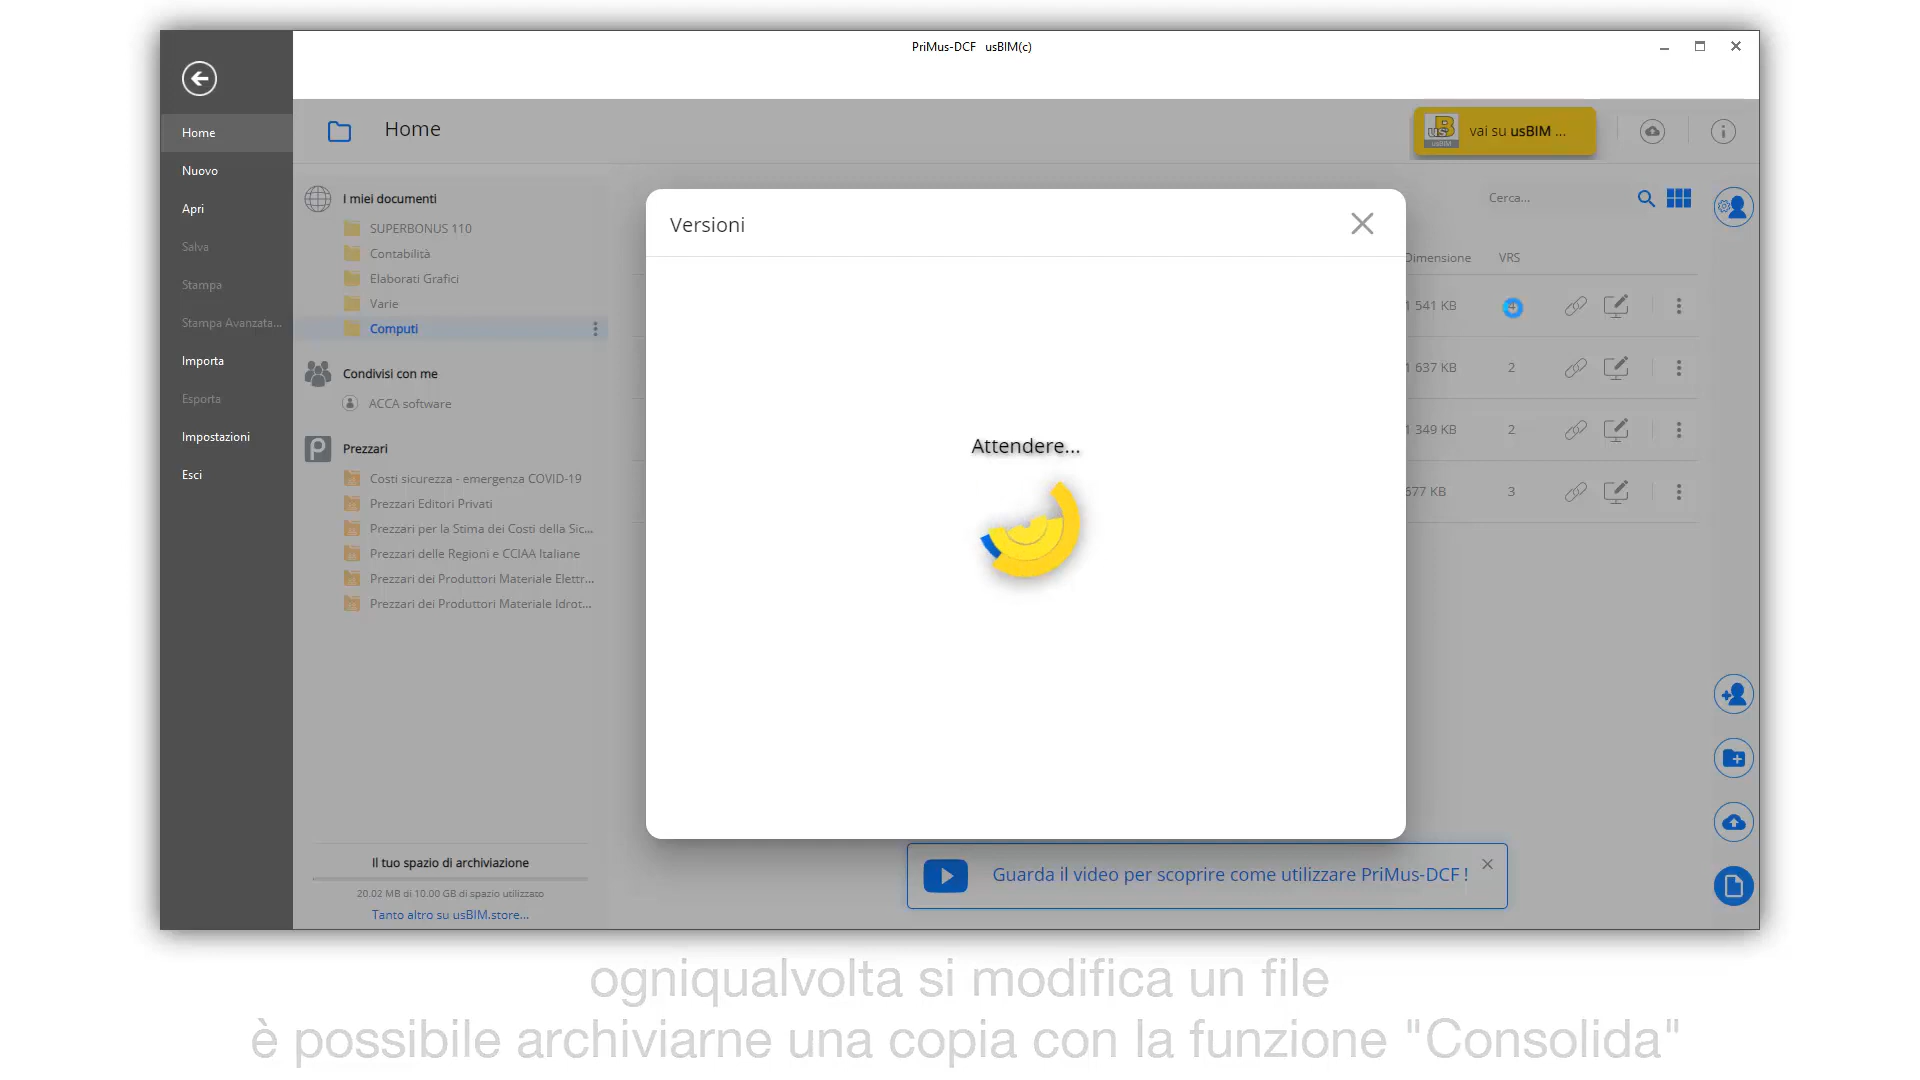 PriMus-DCF usBIM(c)
Home
Nuovo
Apri
Salva
Stampa
Stampa Avanzata...
Importa
Esporta
Impostazioni
Esci
Home
vai su usBIM ...
I miei documenti
SUPERBONUS 110
Contabilità
Elaborati Grafici
Varie
Computi
Condivisi con me
ACCA software
Prezzari
Costi sicurezza - emergenza COVID-19
Prezzari Editori Privati
Prezzari per la Stima dei Costi della Sic...
Prezzari delle Regioni e CCIAA Italiane
Prezzari dei Produttori Materiale Elettr...
Prezzari dei Produttori Materiale Idrot...
Il tuo spazio di archiviazione
20.02 MB di 10.00 GB di spazio utilizzato
Tanto altro su usBIM.store...
Versioni
Attendere...
Cerca...
Dimensione VRS
1 541 KB
1 637 KB 2
1 349 KB 2
677 KB 3
Guarda il video per scoprire come utilizzare PriMus-DCF !
ogniqualvolta si modifica un file
è possibile archiviarne una copia con la funzione "Consolida"